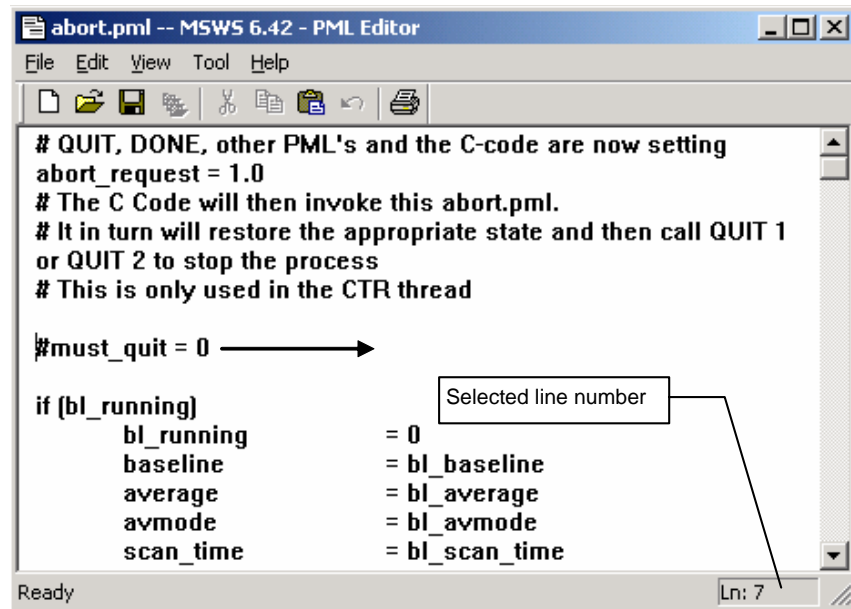 abort.pml -- MSWS 6.42 - PML Editor
File Edit View Tool Help
# QUIT, DONE, other PML's and the C-code are now setting
abort_request = 1.0
# The C Code will then invoke this abort.pml.
# It in turn will restore the appropriate state and then call QUIT 1
or QUIT 2 to stop the process
# This is only used in the CTR thread
#must_quit = 0
Selected line number
if (bl_running)
bl_running = 0
baseline = bl_baseline
average = bl_average
avmode = bl_avmode
scan_time = bl_scan_time
Ready Ln: 7